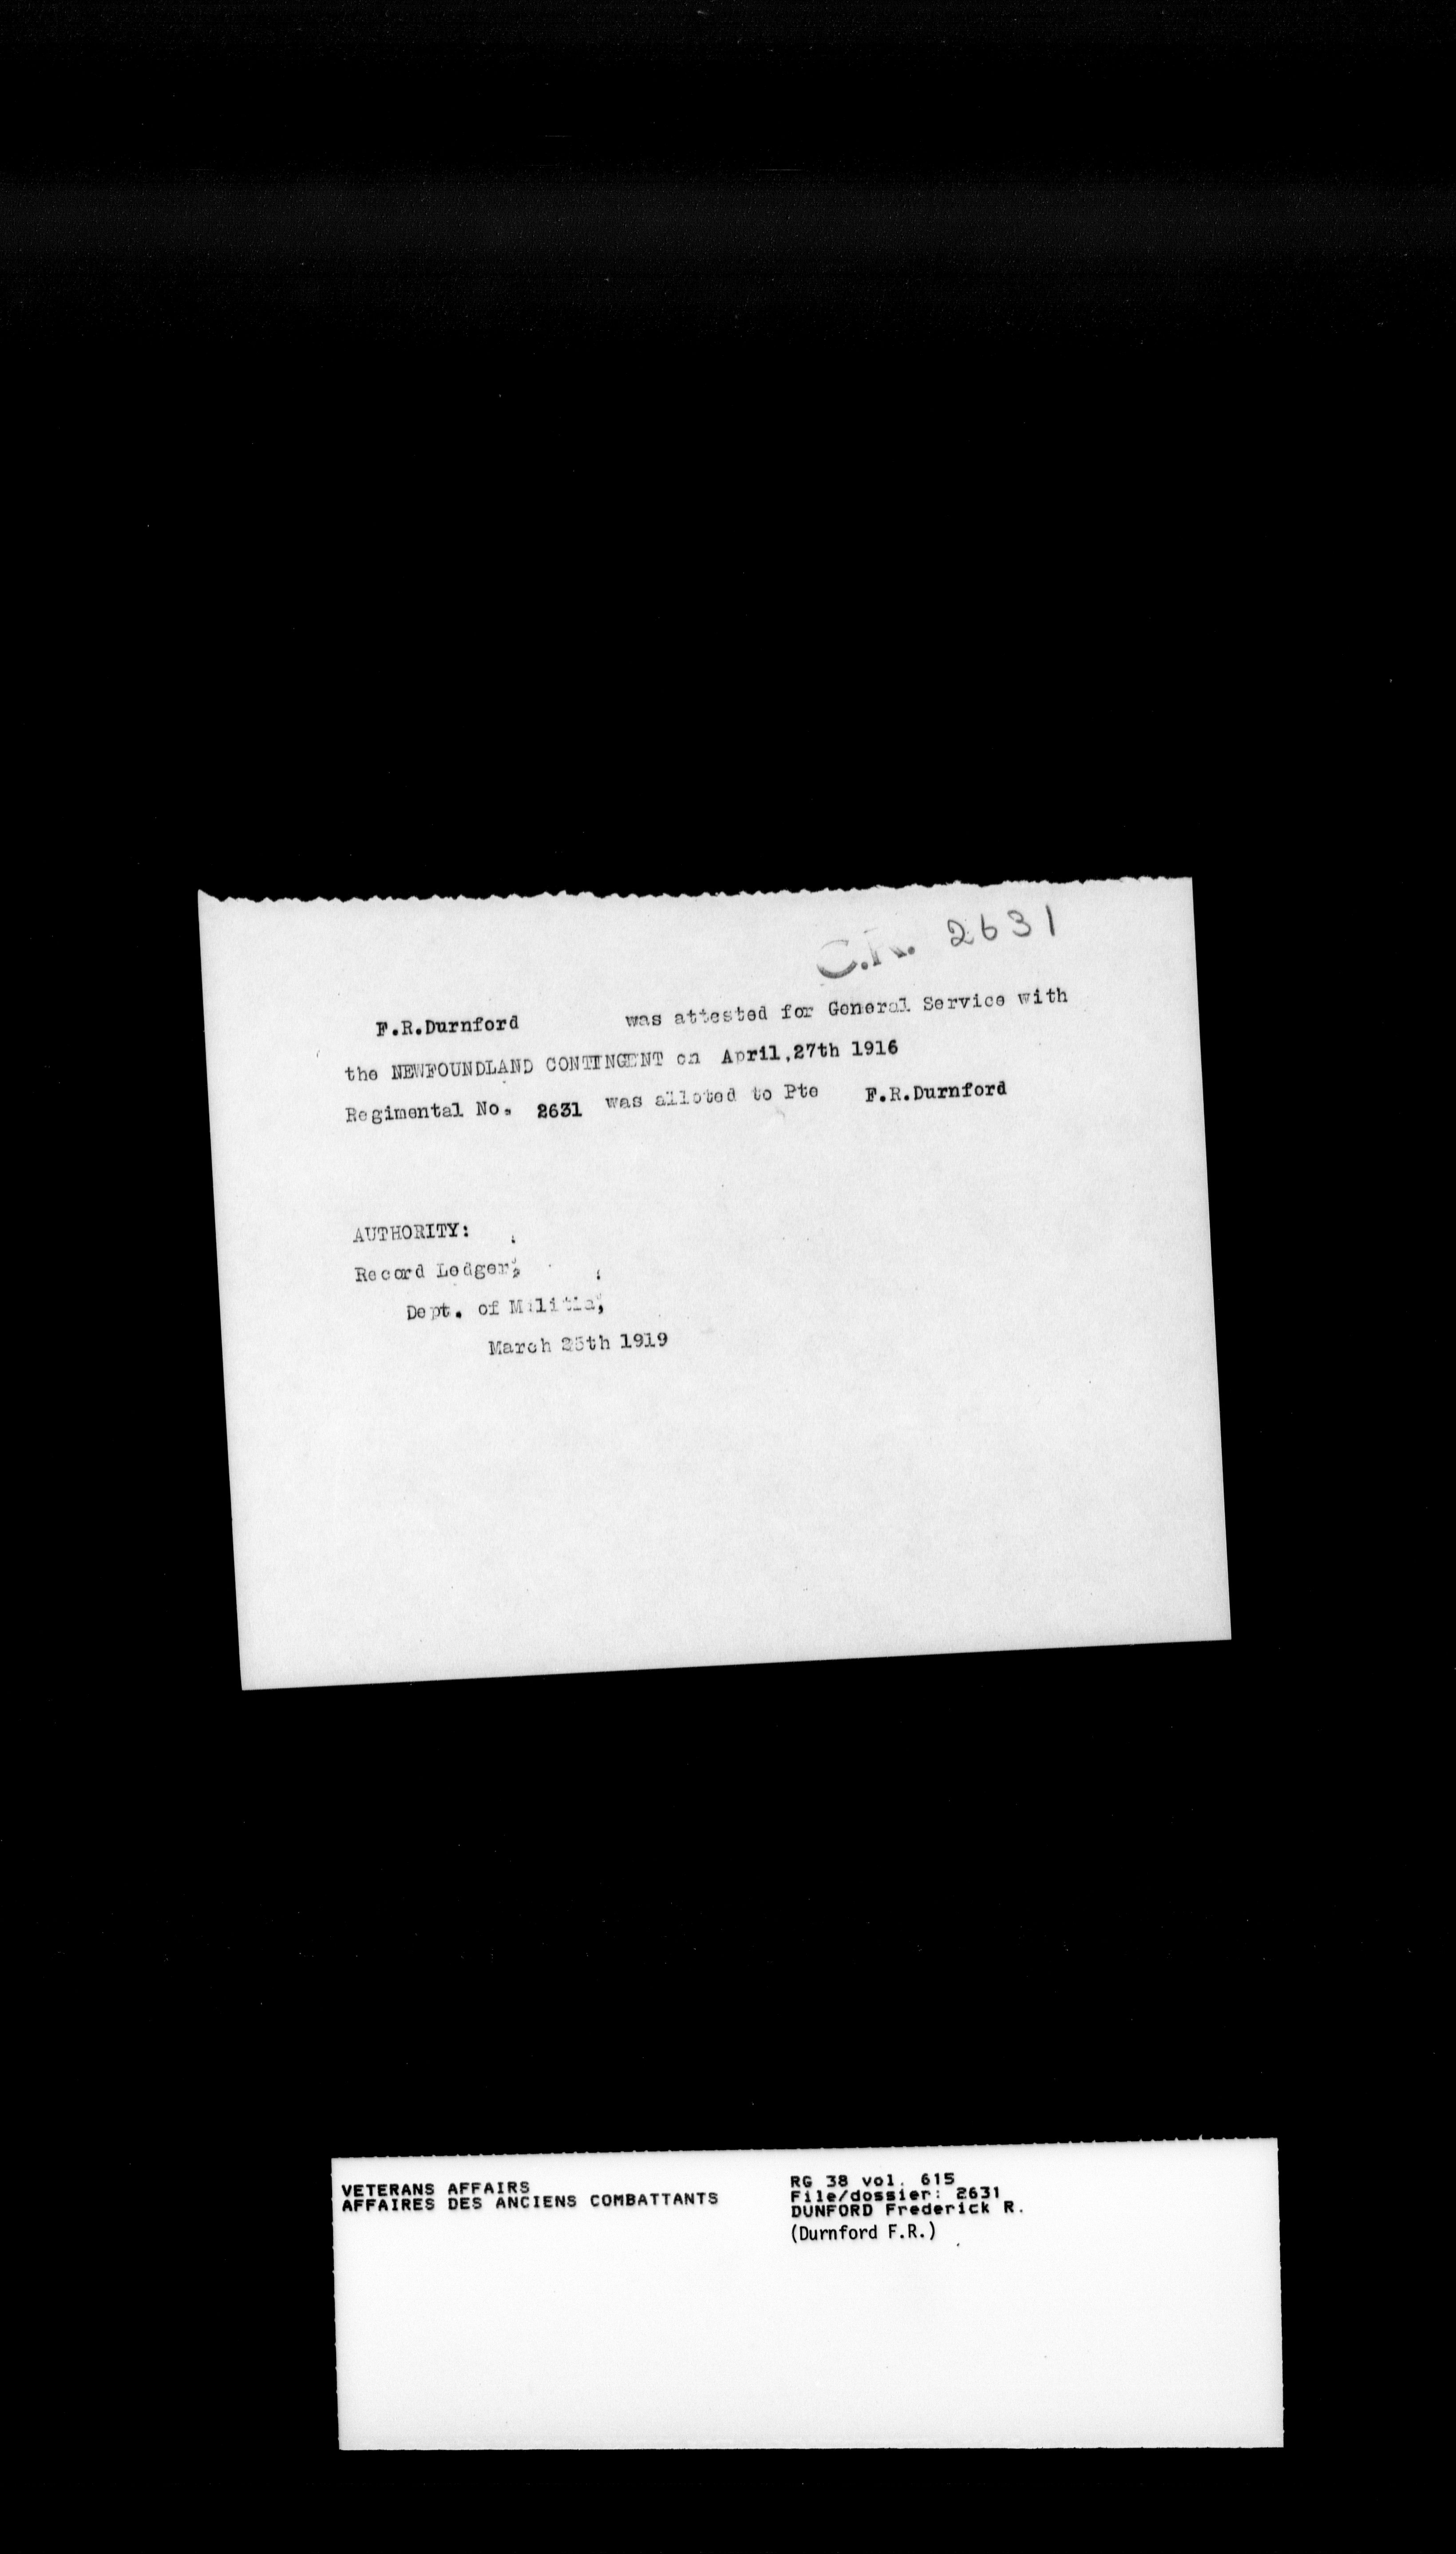 C.R. 2631
F.R.Durnford was attested for General Service with
the NEWFOUNDLAND CONTINGENT on April,27th 1916
Regimental No. 2631 was alloted to Pte F.R.Durnford
AUTHORITY:
Record Ledger,
Dept. of Militia,
March 25th 1919
VETERANS AFFAIRS
AFFAIRES DES ANCIENS COMBATTANTS
RG 38 vol. 615
File/dossier: 2631
DUNFORD Frederick R.
(Durnford F.R.)